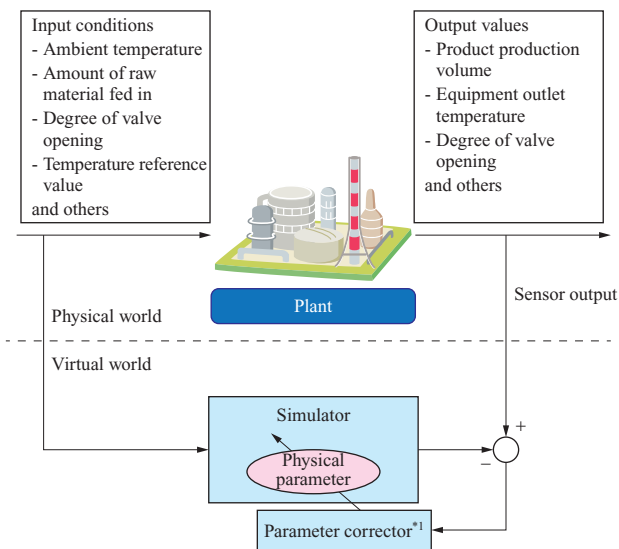 Input conditions
- Ambient temperature
- Amount of raw
material fed in
- Degree of valve
opening
- Temperature reference
value
and others
Output values
- Product production
volume
- Equipment outlet
temperature
- Degree of valve
opening
and others
Plant
Sensor output
Physical world
Virtual world
Simulator
Physical
parameter
+
−
Parameter corrector*1